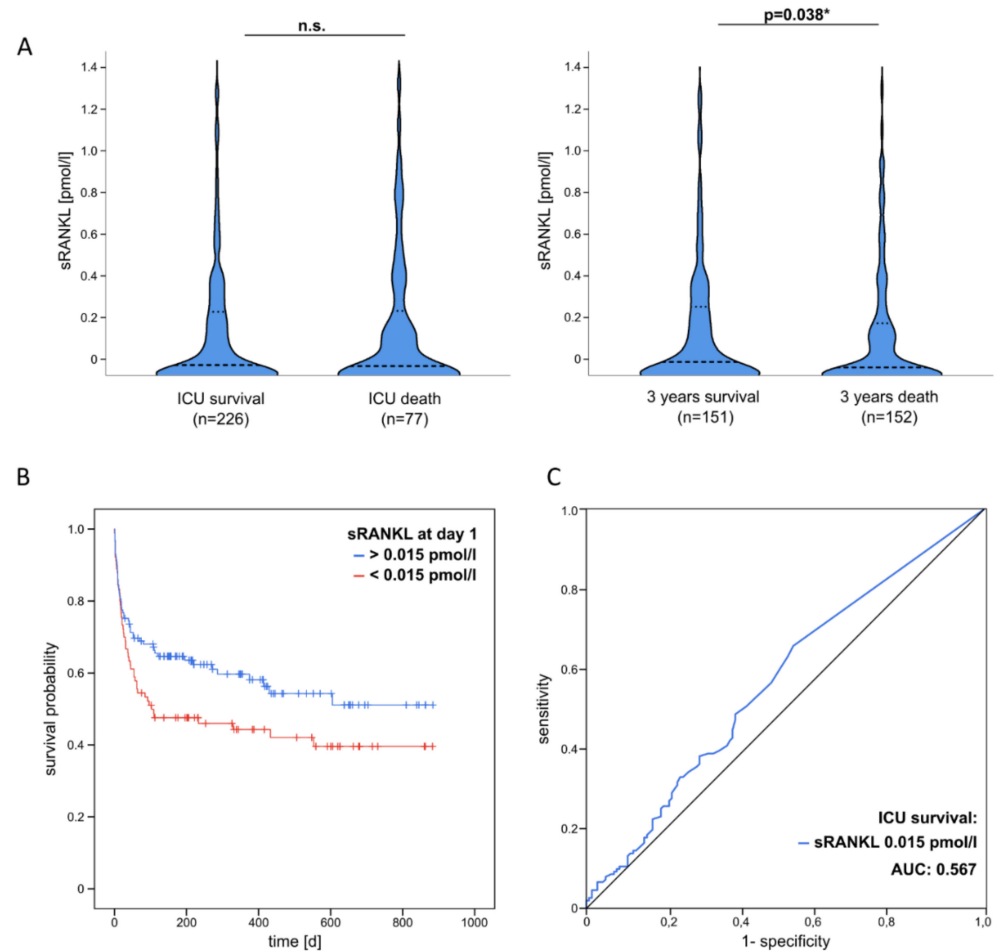 A
n.s.
sRANKL [pmol/l]
1.4
1.2
1.0
0.8
0.6
0.4
0.2
0
ICU survival
(n=226)
ICU death
(n=77)
p=0.038*
sRANKL [pmol/l]
1.4
1.2
1.0
0.8
0.6
0.4
0.2
0
3 years survival
(n=151)
3 years death
(n=152)
B
survival probability
1.0
0.8
0.6
0.4
0.2
0
sRANKL at day 1
> 0.015 pmol/l
< 0.015 pmol/l
0 200 400 600 800 1000
time [d]
C
sensitivity
1.0
0.8
0.6
0.4
0.2
0
ICU survival:
sRANKL 0.015 pmol/l
AUC: 0.567
0 0,2 0,4 0,6 0,8 1,0
1- specificity